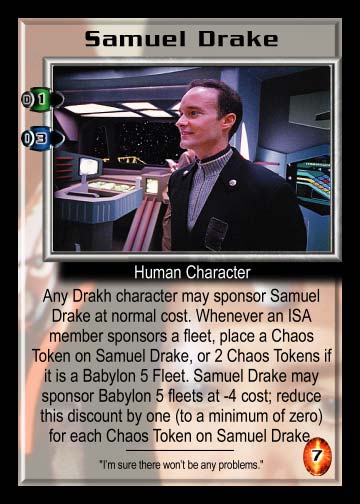 Samuel Drake
D 1
I 3
Human Character
Any Drakh character may sponsor Samuel
Drake at normal cost. Whenever an ISA
member sponsors a fleet, place a Chaos
Token on Samuel Drake, or 2 Chaos Tokens if
it is a Babylon 5 Fleet. Samuel Drake may
sponsor Babylon 5 fleets at -4 cost; reduce
this discount by one (to a minimum of zero)
for each Chaos Token on Samuel Drake
7
"I'm sure there won't be any problems."